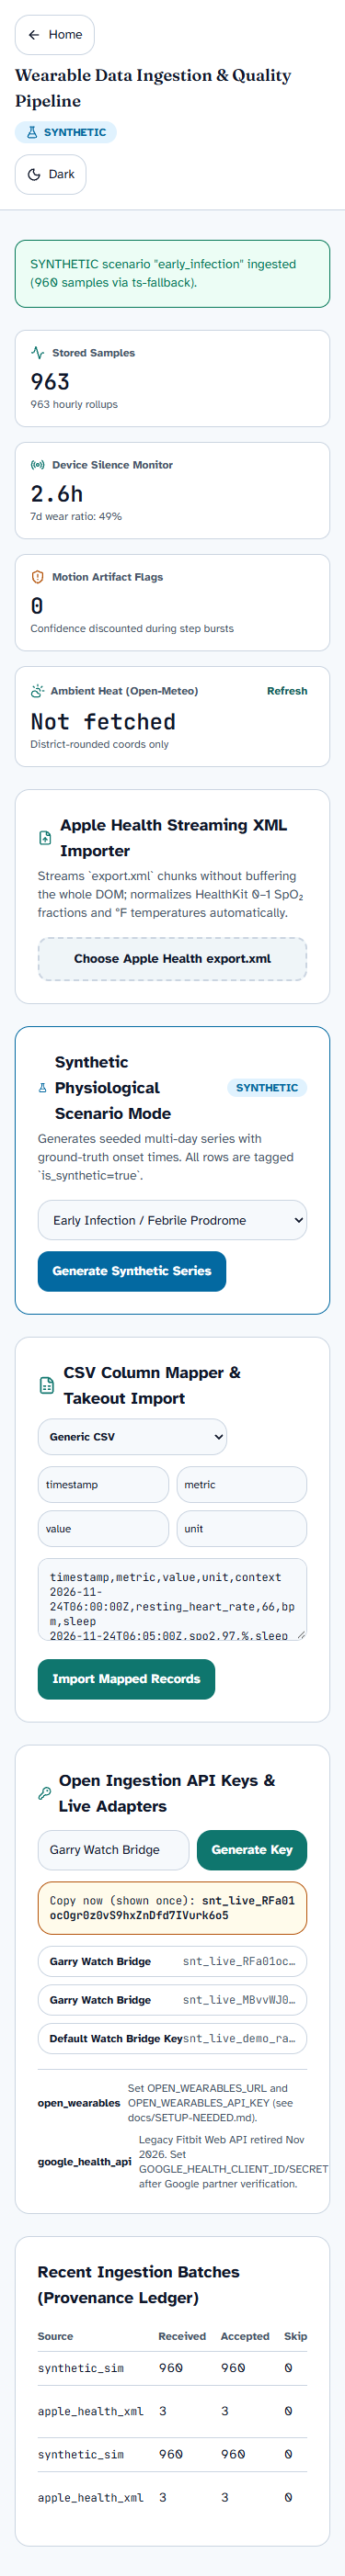 Home
Wearable Data Ingestion & Quality
Pipeline
SYNTHETIC
Dark
SYNTHETIC scenario "early_infection" ingested
(960 samples via ts-fallback).
Stored Samples
963
963 hourly rollups
Device Silence Monitor
2.6h
7d wear ratio: 49%
Motion Artifact Flags
0
Confidence discounted during step bursts
Ambient Heat (Open-Meteo) Refresh
Not fetched
District-rounded coords only
Apple Health Streaming XML
Importer
Streams `export.xml` chunks without buffering
the whole DOM; normalizes HealthKit 0–1 SpO₂
fractions and °F temperatures automatically.
Choose Apple Health export.xml
Synthetic
Physiological
Scenario Mode
SYNTHETIC
Generates seeded multi-day series with
ground-truth onset times. All rows are tagged
`is_synthetic=true`.
Early Infection / Febrile Prodrome
Generate Synthetic Series
CSV Column Mapper &
Takeout Import
Generic CSV
timestamp metric
value unit
timestamp,metric,value,unit,context
2026-11-
24T06:00:00Z,resting_heart_rate,66,bp
m,sleep
2026-11-24T06:05:00Z,spo2,97,%,sleep
Import Mapped Records
Open Ingestion API Keys &
Live Adapters
Garry Watch Bridge Generate Key
Copy now (shown once): snt_live_RFa01
ocOgr0z0vS9hxZnDfd7IVurk6o5
Garry Watch Bridge snt_live_RFa01oc…
Garry Watch Bridge snt_live_MBvvWJ0…
Default Watch Bridge Key snt_live_demo_ra…
open_wearables Set OPEN_WEARABLES_URL and
OPEN_WEARABLES_API_KEY (see
docs/SETUP-NEEDED.md).
google_health_api Legacy Fitbit Web API retired Nov
2026. Set
GOOGLE_HEALTH_CLIENT_ID/SECRET
after Google partner verification.
Recent Ingestion Batches
(Provenance Ledger)
Source Received Accepted Skip
synthetic_sim 960 960 0
apple_health_xml 3 3 0
synthetic_sim 960 960 0
apple_health_xml 3 3 0